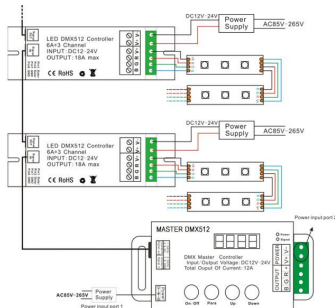 DC12V-24V
Power
Supply
AC85V-265V
LED DMX512 Controller
6A×3 Channel
INPUT:DC12-24V
OUTPUT:18A max
CE RoHS
DC12V-24V
Power
Supply
AC85V-265V
LED DMX512 Controller
6A×3 Channel
INPUT:DC12-24V
OUTPUT:18A max
CE RoHS
Power input port 2
MASTER DMX512
Power
Signal
DMX Master Controller
Input/Output Voltage:DC12V-24V
Total Ouput Of Current:12A
OUTPUT POWER
B G R + V+ V-
On Off
Para
Up
Down
AC85V-265V
Power
Supply
Power input port 1